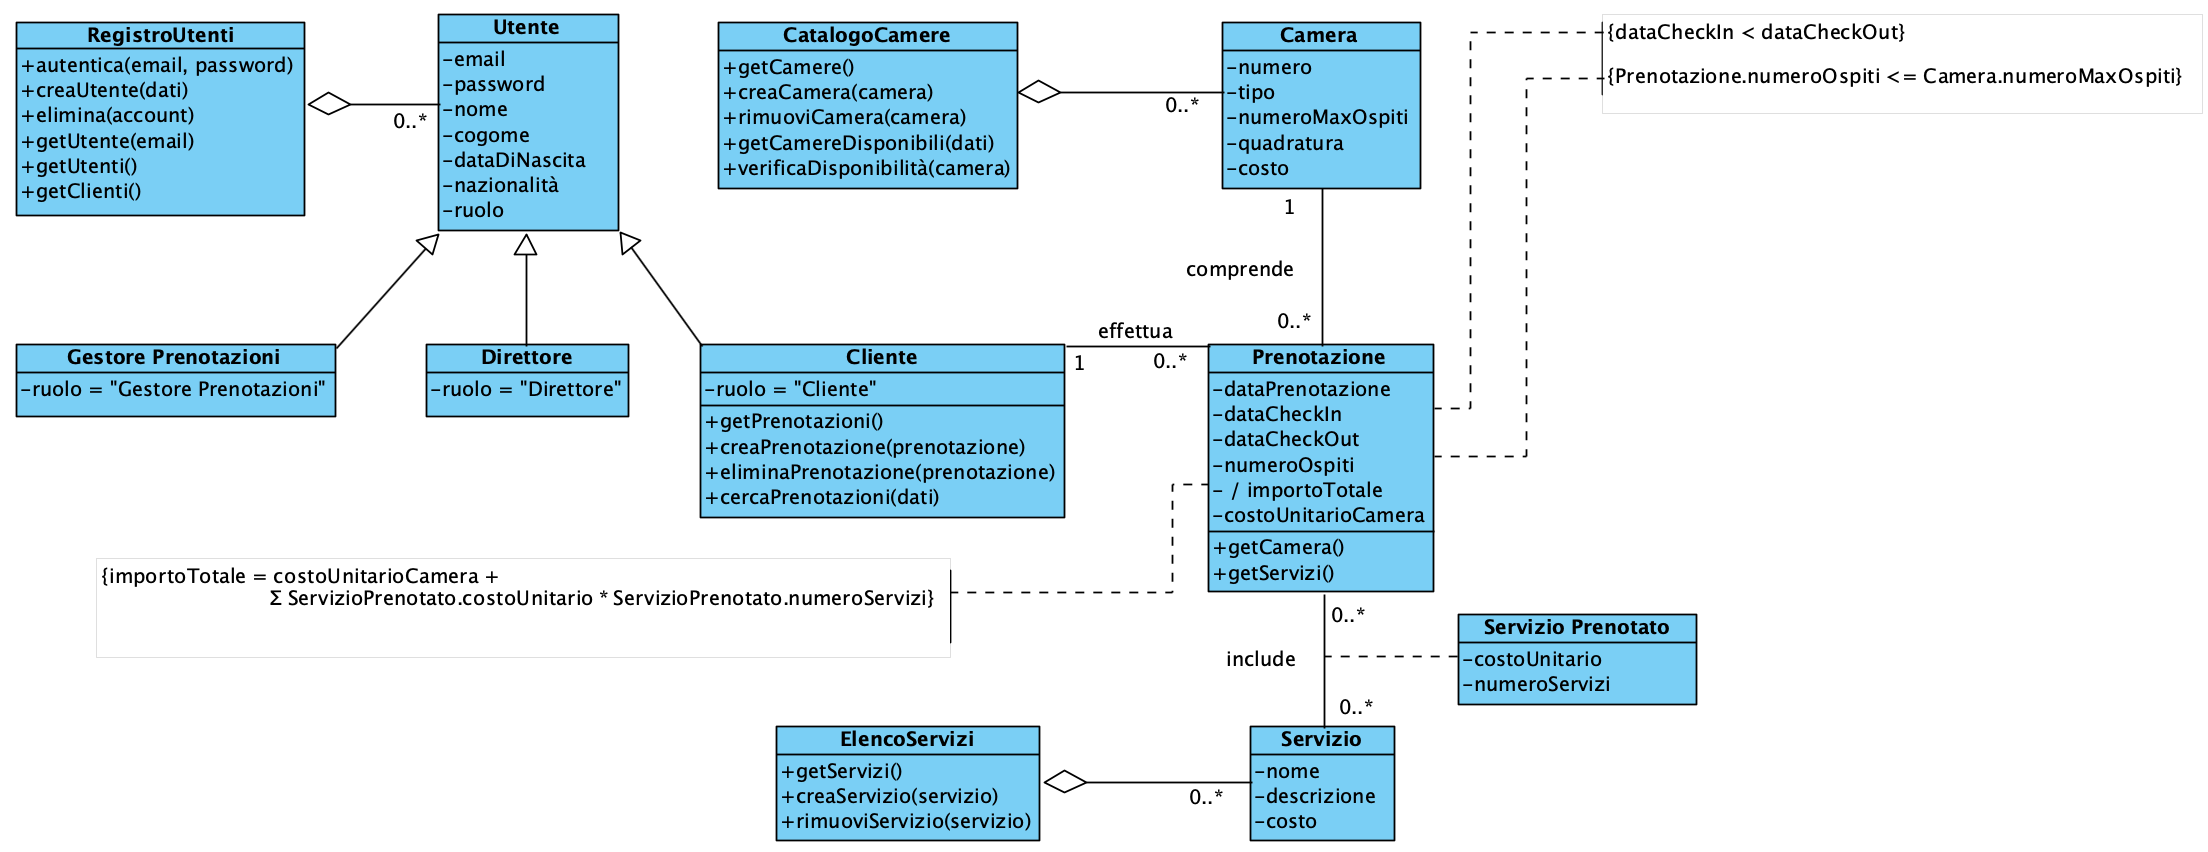 RegistroUtenti
+autentica(email, password)
+creaUtente(dati)
+elimina(account)
+getUtente(email)
+getUtenti()
+getClienti()
0..*
Utente
-email
-password
-nome
-cogome
-dataDiNascita
-nazionalità
-ruolo
CatalogoCamere
+getCamere()
+creaCamera(camera)
+rimuoviCamera(camera)
+getCamereDisponibili(dati)
+verificaDisponibilità(camera)
0..*
Camera
-numero
-tipo
-numeroMaxOspiti
-quadratura
-costo
{dataCheckIn < dataCheckOut}
{Prenotazione.numeroOspiti <= Camera.numeroMaxOspiti}
1
comprende
0..*
Gestore Prenotazioni
-ruolo = "Gestore Prenotazioni"
Direttore
-ruolo = "Direttore"
Cliente
-ruolo = "Cliente"
+getPrenotazioni()
+creaPrenotazione(prenotazione)
+eliminaPrenotazione(prenotazione)
+cercaPrenotazioni(dati)
effettua
1
0..*
Prenotazione
-dataPrenotazione
-dataCheckIn
-dataCheckOut
-numeroOspiti
- / importoTotale
-costoUnitarioCamera
+getCamera()
+getServizi()
{importoTotale = costoUnitarioCamera +
Σ ServizioPrenotato.costoUnitario * ServizioPrenotato.numeroServizi}
0..*
include
0..*
Servizio Prenotato
-costoUnitario
-numeroServizi
ElencoServizi
+getServizi()
+creaServizio(servizio)
+rimuoviServizio(servizio)
0..*
Servizio
-nome
-descrizione
-costo